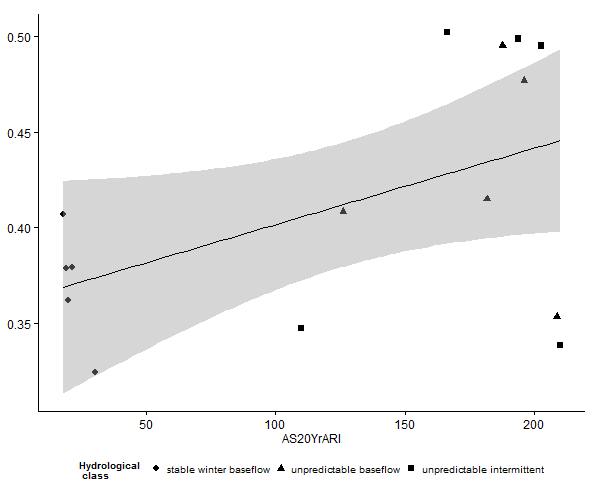 0.50
0.45
0.40
0.35
50
100
150
200
AS20YrARI
Hydrological
class
stable winter baseflow
unpredictable baseflow
unpredictable intermittent